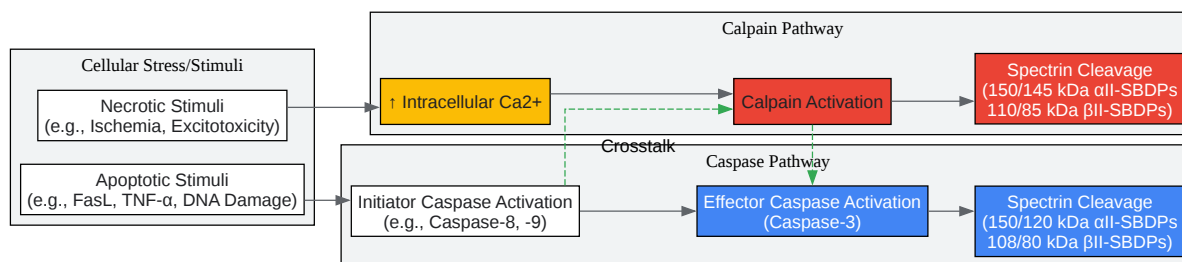 Calpain Pathway
Cellular Stress/Stimuli
Necrotic Stimuli
(e.g., Ischemia, Excitotoxicity)
Apoptotic Stimuli
(e.g., FasL, TNF-α, DNA Damage)
↑ Intracellular Ca2+
Calpain Activation
Spectrin Cleavage
(150/145 kDa αII-SBDPs
110/85 kDa βII-SBDPs)
Crosstalk
Caspase Pathway
Initiator Caspase Activation
(e.g., Caspase-8, -9)
Effector Caspase Activation
(Caspase-3)
Spectrin Cleavage
(150/120 kDa αII-SBDPs
108/80 kDa βII-SBDPs)